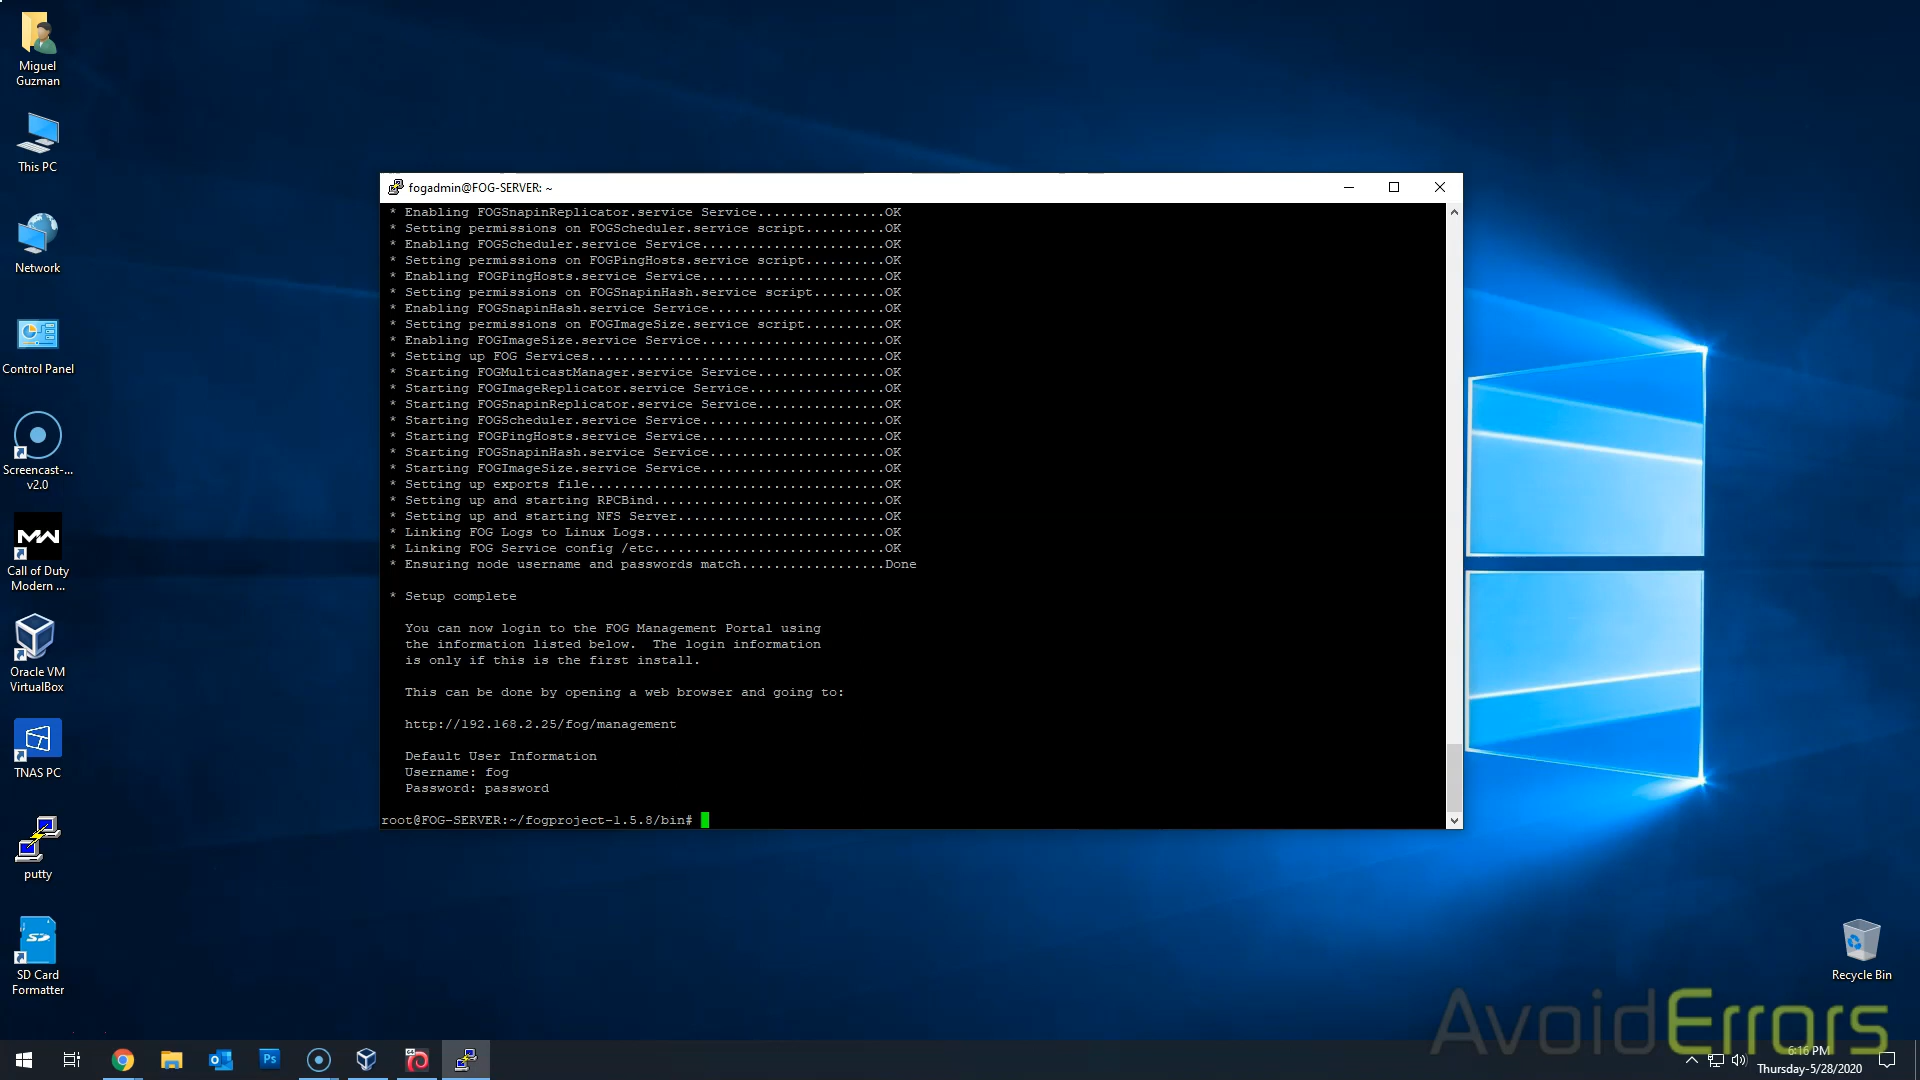 Miguel
Guzman
This PC
Network
Control Panel
Screencast-...
v2.0
MW
Call of Duty
Modern ...
Oracle VM
VirtualBox
TNAS PC
putty
SD
SD Card
Formatter
fogadmin@FOG-SERVER: ~
* Enabling FOGSnapinReplicator.service Service................OK
* Setting permissions on FOGScheduler.service script..........OK
* Enabling FOGScheduler.service Service.......................OK
* Setting permissions on FOGPingHosts.service script..........OK
* Enabling FOGPingHosts.service Service.......................OK
* Setting permissions on FOGSnapinHash.service script.........OK
* Enabling FOGSnapinHash.service Service......................OK
* Setting permissions on FOGImageSize.service script..........OK
* Enabling FOGImageSize.service Service.......................OK
* Setting up FOG Services.....................................OK
* Starting FOGMulticastManager.service Service................OK
* Starting FOGImageReplicator.service Service.................OK
* Starting FOGSnapinReplicator.service Service................OK
* Starting FOGScheduler.service Service.......................OK
* Starting FOGPingHosts.service Service.......................OK
* Starting FOGSnapinHash.service Service......................OK
* Starting FOGImageSize.service Service.......................OK
* Setting up exports file.....................................OK
* Setting up and starting RPCBind.............................OK
* Setting up and starting NFS Server..........................OK
* Linking FOG Logs to Linux Logs..............................OK
* Linking FOG Service config /etc.............................OK
* Ensuring node username and passwords match..................Done
* Setup complete
You can now login to the FOG Management Portal using
the information listed below.  The login information
is only if this is the first install.
This can be done by opening a web browser and going to:
http://192.168.2.25/fog/management
Default User Information
Username: fog
Password: password
root@FOG-SERVER:~/fogproject-1.5.8/bin#
Recycle Bin
AvoidErrors
Ps
64
6:16 PM
Thursday-5/28/2020